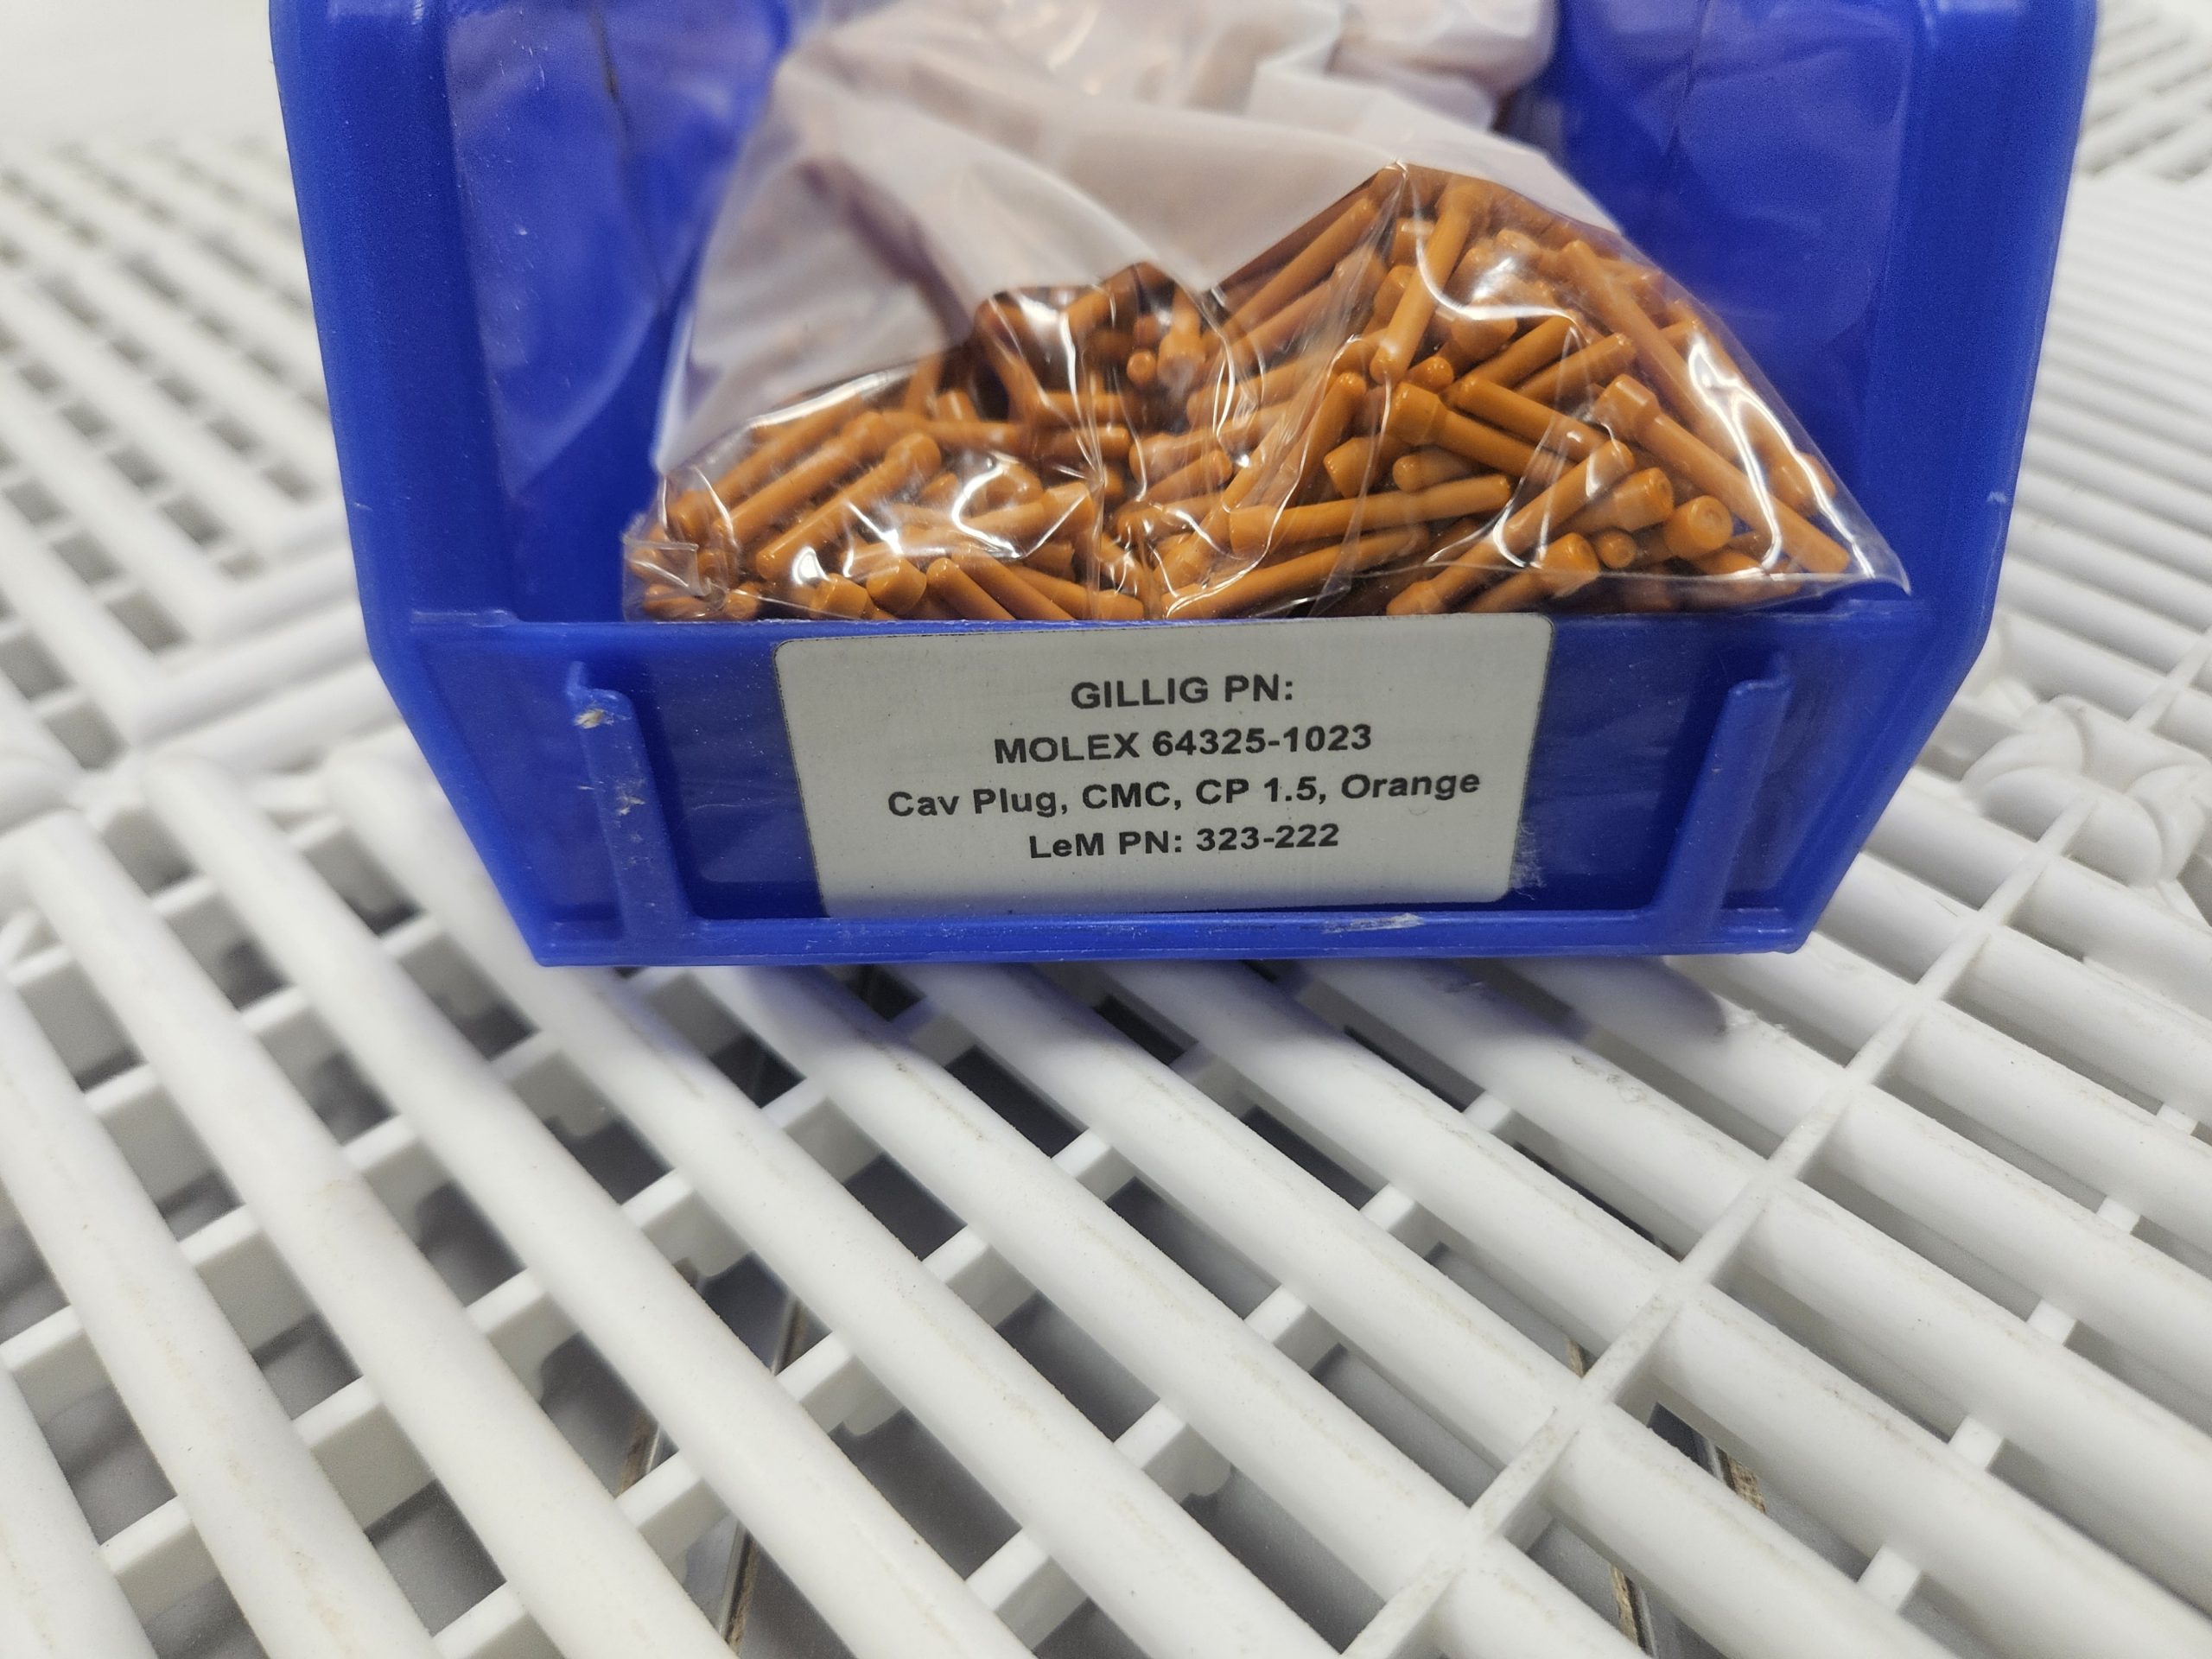 GILLIG PN:
MOLEX 64325-1023
Cav Plug, CMC, CP 1.5, Orange
LeM PN: 323-222